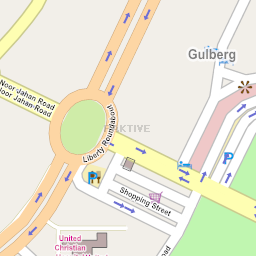 Gulberg
Noor Jahan Road
Noor Jahan Road
Liberty Roundabout
P
Shopping Street
United
Christian